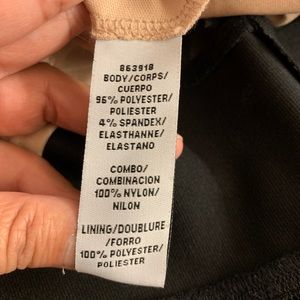 863918
BODY/CORPS/
CUERPO
96% POLYESTER/
POLIESTER
4% SPANDEX/
ELASTHANNE/
ELASTANO
COMBO/
COMBINACION
100% NYLON/
NILON
LINING/DOUBLURE
/FORRO
100% POLYESTER/
POLIESTER